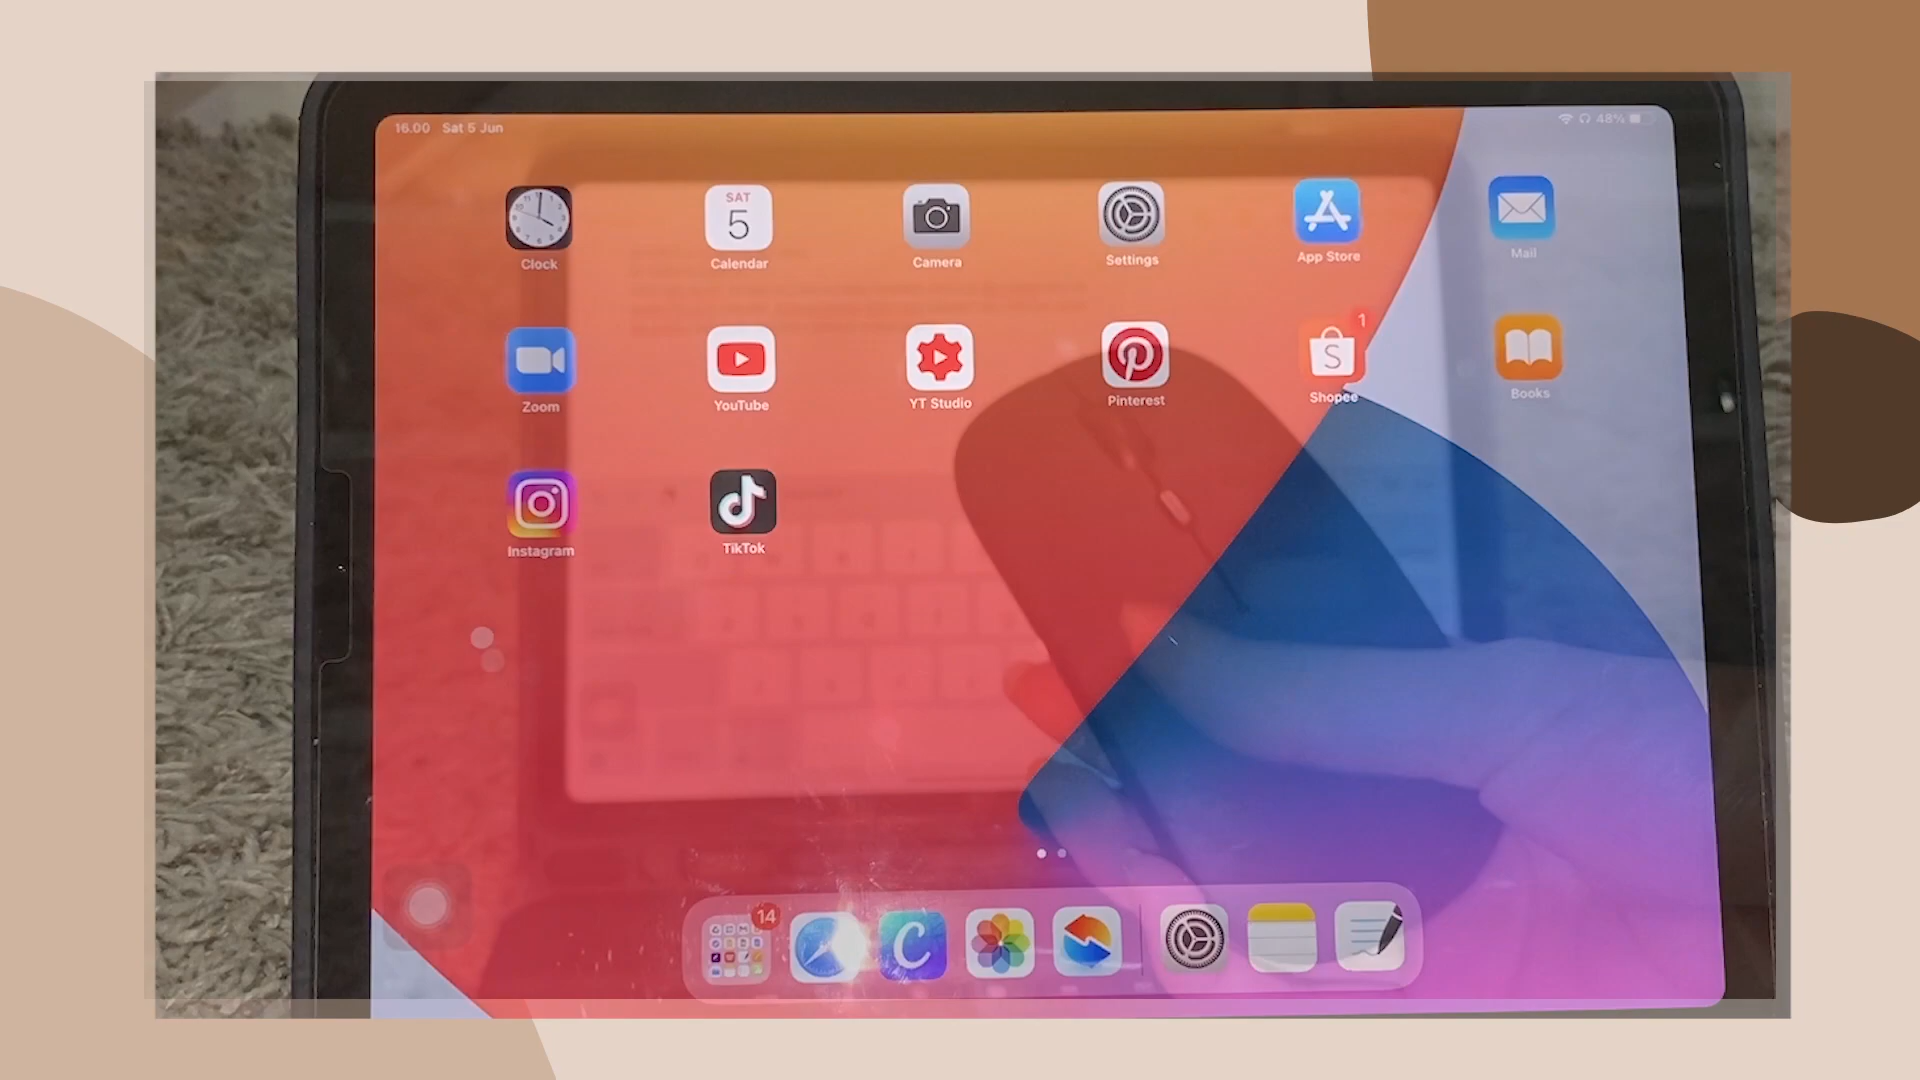 16.00 Sat 5 Jun
48%
SAT
5
Clock Calendar Camera Settings App Store Mail
1
S
Zoom YouTube YT Studio Pinterest Shopee Books
Instagram TikTok
14
C